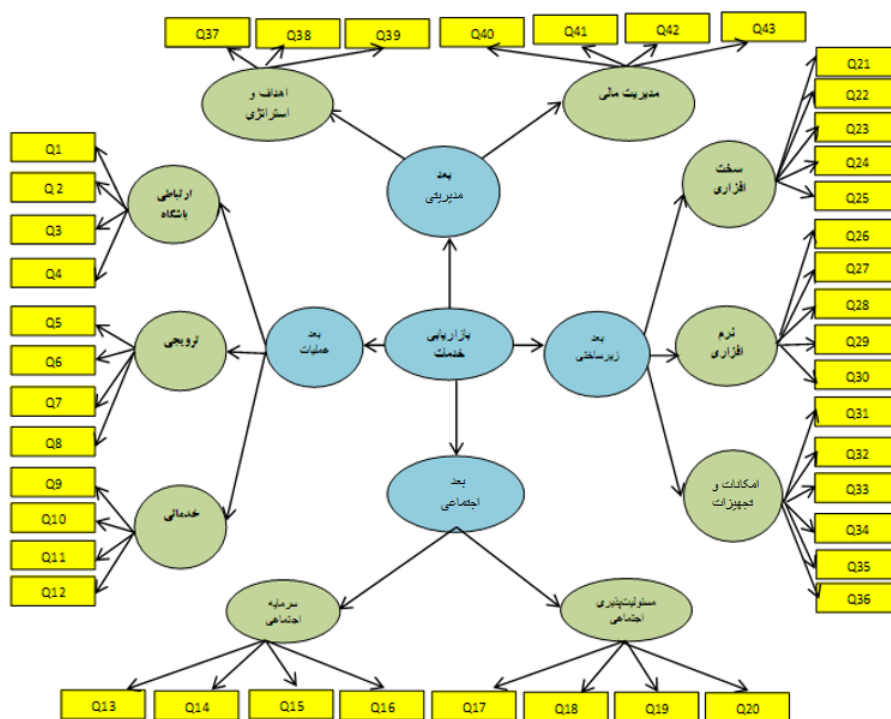 Q37
Q38
Q39
Q40
Q41
Q42
Q43
اهداف و
استراتژی
مدیریت مالی
بعد
مدیریتی
Q1
Q2
Q3
Q4
ارتباطی
باشگاه
Q5
Q6
Q7
Q8
ترویجی
Q9
Q10
Q11
Q12
خدماتی
بعد
عملیات
بازاریابی
خدمات
بعد
زیرساختی
سخت
افزاری
Q21
Q22
Q23
Q24
Q25
نرم
افزاری
Q26
Q27
Q28
Q29
Q30
امکانات و
تجهیزات
Q31
Q32
Q33
Q34
Q35
Q36
بعد
اجتماعی
سرمایه
اجتماعی
مسئولیت‌پذیری
اجتماعی
Q13
Q14
Q15
Q16
Q17
Q18
Q19
Q20